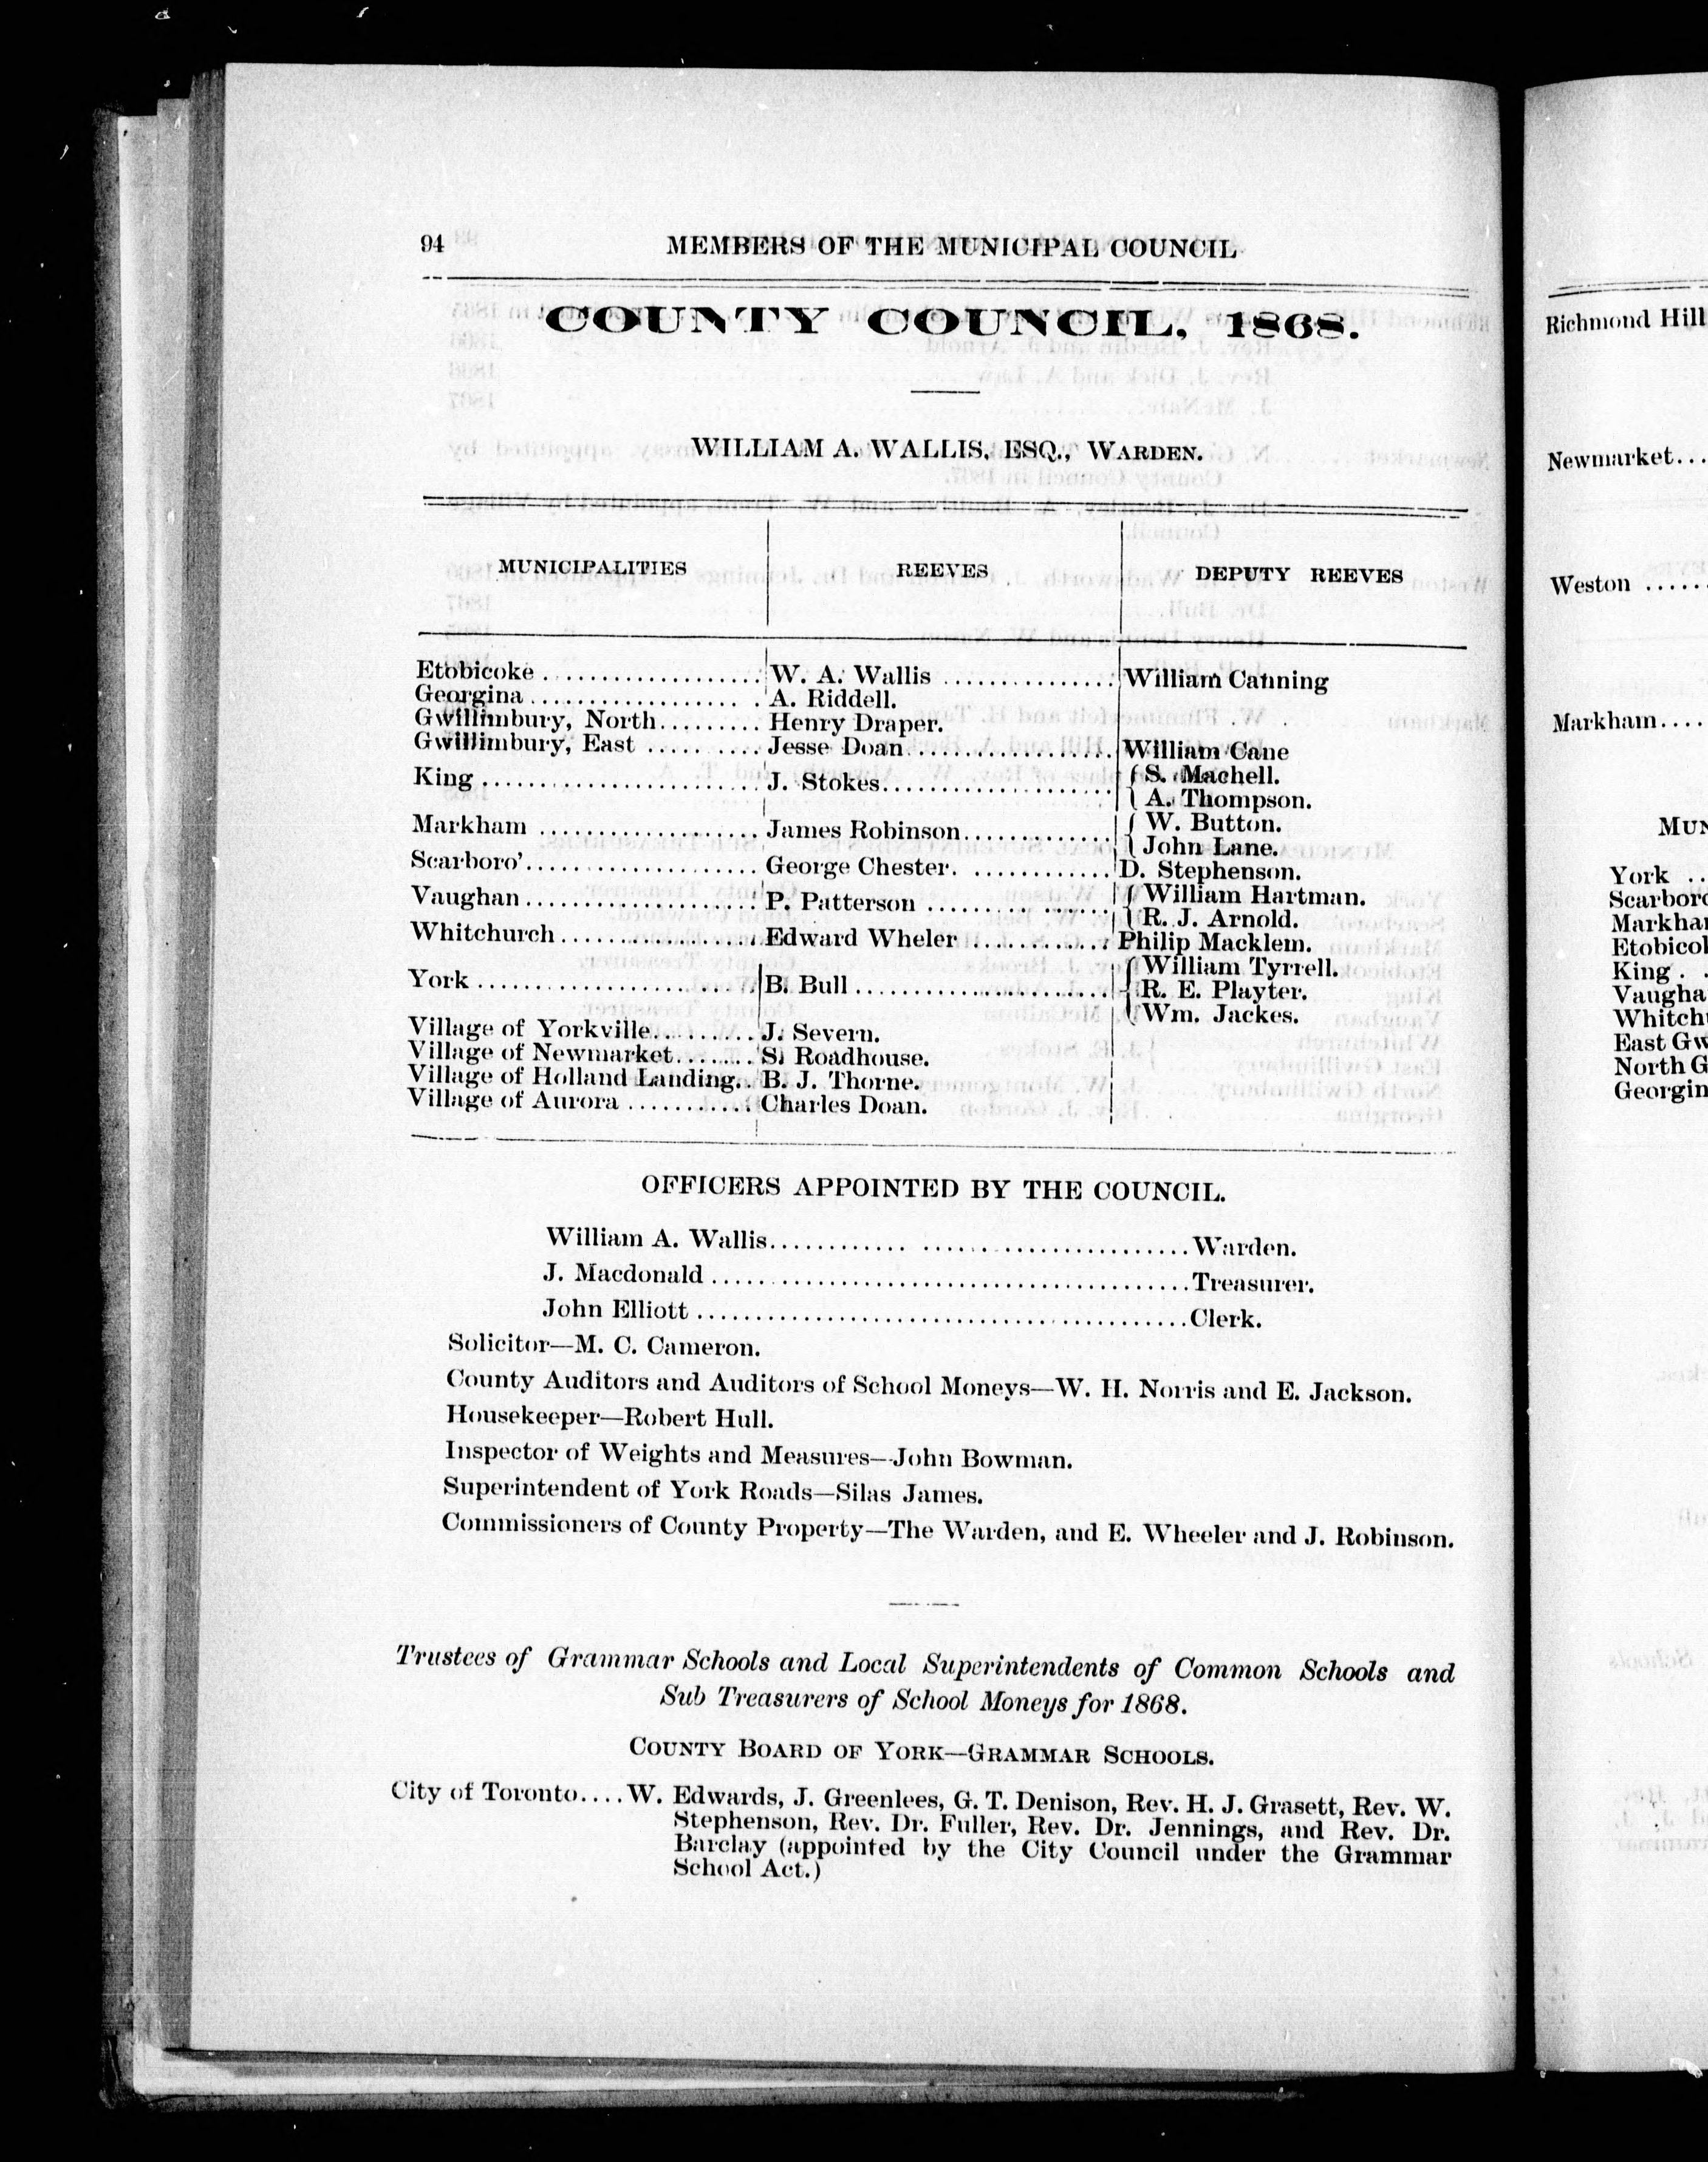 94 MEMBERS OF THE MUNICIPAL COUNCIL
COUNTY COUNCIL, 1868.
WILLIAM A. WALLIS, ESQ., WARDEN.
MUNICIPALITIES REEVES DEPUTY REEVES
Etobicoke .................. W. A. Wallis ................ William Canning
Georgina ................... A. Riddell.
Gwillimbury, North.......... Henry Draper.
Gwillimbury, East .......... Jesse Doan................... William Cane
King ....................... J. Stokes..................... { S. Machell.
{ A. Thompson.
Markham .................... James Robinson.............. { W. Button.
{ John Lane.
Scarboro'..................... George Chester. ............ D. Stephenson.
Vaughan..................... P. Patterson ................ { William Hartman.
{ R. J. Arnold.
Whitchurch.................. Edward Wheler ............. Philip Macklem.
York ......................... B. Bull........................ { William Tyrrell.
{ R. E. Playter.
{ Wm. Jackes.
Village of Yorkville.......... J. Severn.
Village of Newmarket........ S. Roadhouse.
Village of Holland Landing.. B. J. Thorne.
Village of Aurora ............ Charles Doan.
OFFICERS APPOINTED BY THE COUNCIL.
William A. Wallis............ .......................... Warden.
J. Macdonald ............................................ Treasurer.
John Elliott ............................................. Clerk.
Solicitor—M. C. Cameron.
County Auditors and Auditors of School Moneys—W. H. Norris and E. Jackson.
Housekeeper—Robert Hull.
Inspector of Weights and Measures—John Bowman.
Superintendent of York Roads—Silas James.
Commissioners of County Property—The Warden, and E. Wheeler and J. Robinson.
Trustees of Grammar Schools and Local Superintendents of Common Schools and
Sub Treasurers of School Moneys for 1868.
COUNTY BOARD OF YORK—GRAMMAR SCHOOLS.
City of Toronto....W. Edwards, J. Greenlees, G. T. Denison, Rev. H. J. Grasett, Rev. W.
Stephenson, Rev. Dr. Fuller, Rev. Dr. Jennings, and Rev. Dr.
Barclay (appointed by the City Council under the Grammar
School Act.)
Richmond Hill
Newmarket...
Weston .....
Markham....
York ..
King . .